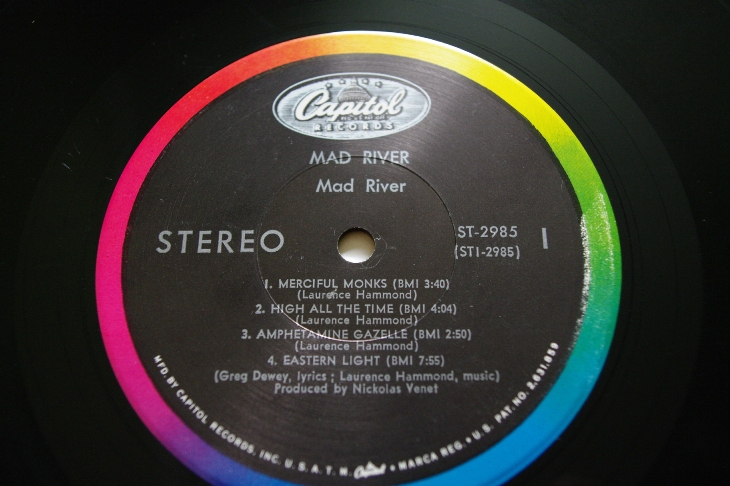 Capitol
RECORDS
MAD RIVER
Mad River
STEREO
ST-2985
(ST1-2985)
1
1. MERCIFUL MONKS (BMI 3:40)
(Laurence Hammond)
2. HIGH ALL THE TIME (BMI 4:04)
(Laurence Hammond)
3. AMPHETAMINE GAZELLE (BMI 2:50)
(Laurence Hammond)
4. EASTERN LIGHT (BMI 7:55)
(Greg Dewey, lyrics ; Laurence Hammond, music)
Produced by Nickolas Venet
MFD. BY CAPITOL RECORDS, INC. U. S. A. T. M. Capitol • MARCA REG. • U. S. PAT. NO. 2,631,859